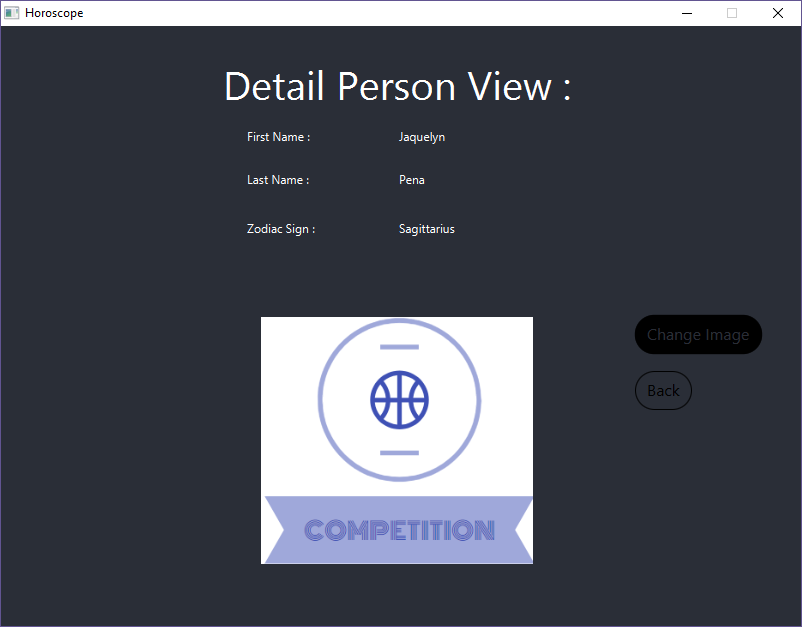 Horoscope
Detail Person View :
First Name : Jaquelyn
Last Name : Pena
Zodiac Sign : Sagittarius
Change Image
Back
COMPETITION